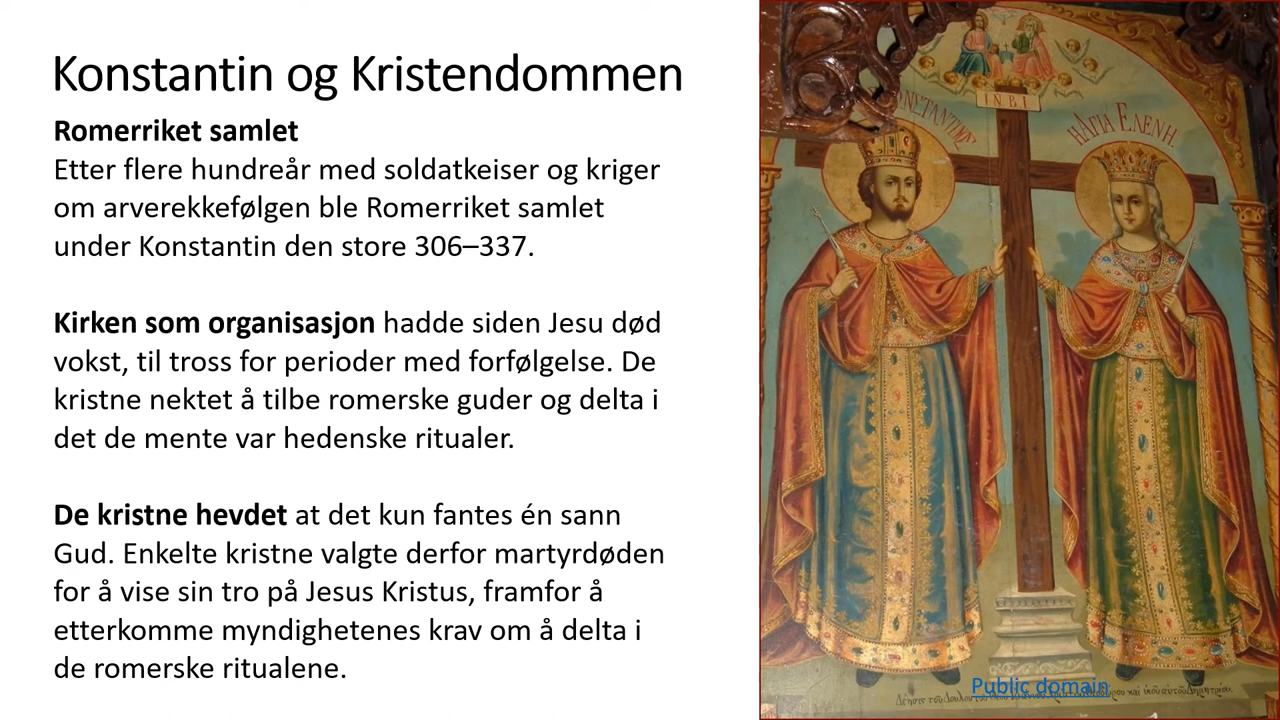 Konstantin og Kristendommen
Romerriket samlet
Etter flere hundreår med soldatkeiser og kriger
om arverekkefølgen ble Romerriket samlet
under Konstantin den store 306–337.
Kirken som organisasjon hadde siden Jesu død
vokst, til tross for perioder med forfølgelse. De
kristne nektet å tilbe romerske guder og delta i
det de mente var hedenske ritualer.
De kristne hevdet at det kun fantes én sann
Gud. Enkelte kristne valgte derfor martyrdøden
for å vise sin tro på Jesus Kristus, framfor å
etterkomme myndighetenes krav om å delta i
de romerske ritualene.
Ι.Ν.Β.Ι
ἡ ἉΓΙΑ ἙΛΕΝΗ.
Public domain